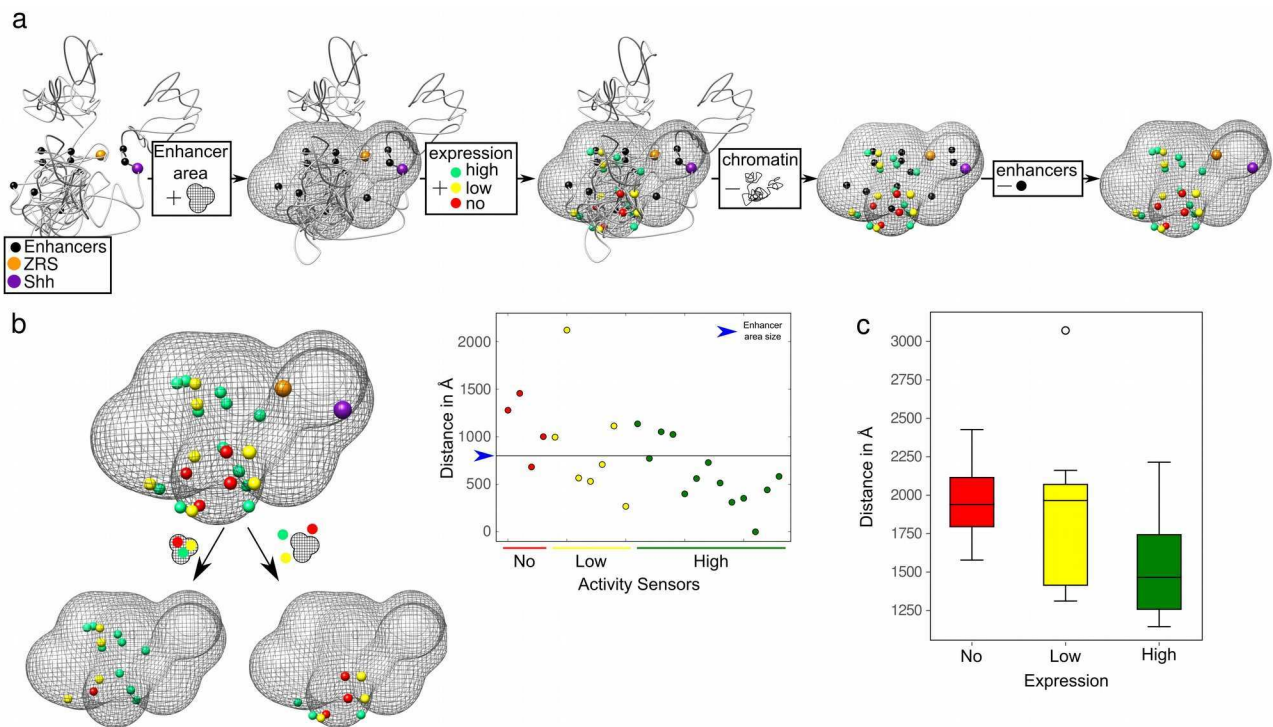 a
Enhancer
area
+
expression
high
+ low
no
chromatin
−
enhancers
−
Enhancers
ZRS
Shh
b
Distance in Å
2000
1500
1000
500
0
Enhancer
area size
No Low High
Activity Sensors
c
Distance in Å
3000
2750
2500
2250
2000
1750
1500
1250
No Low High
Expression